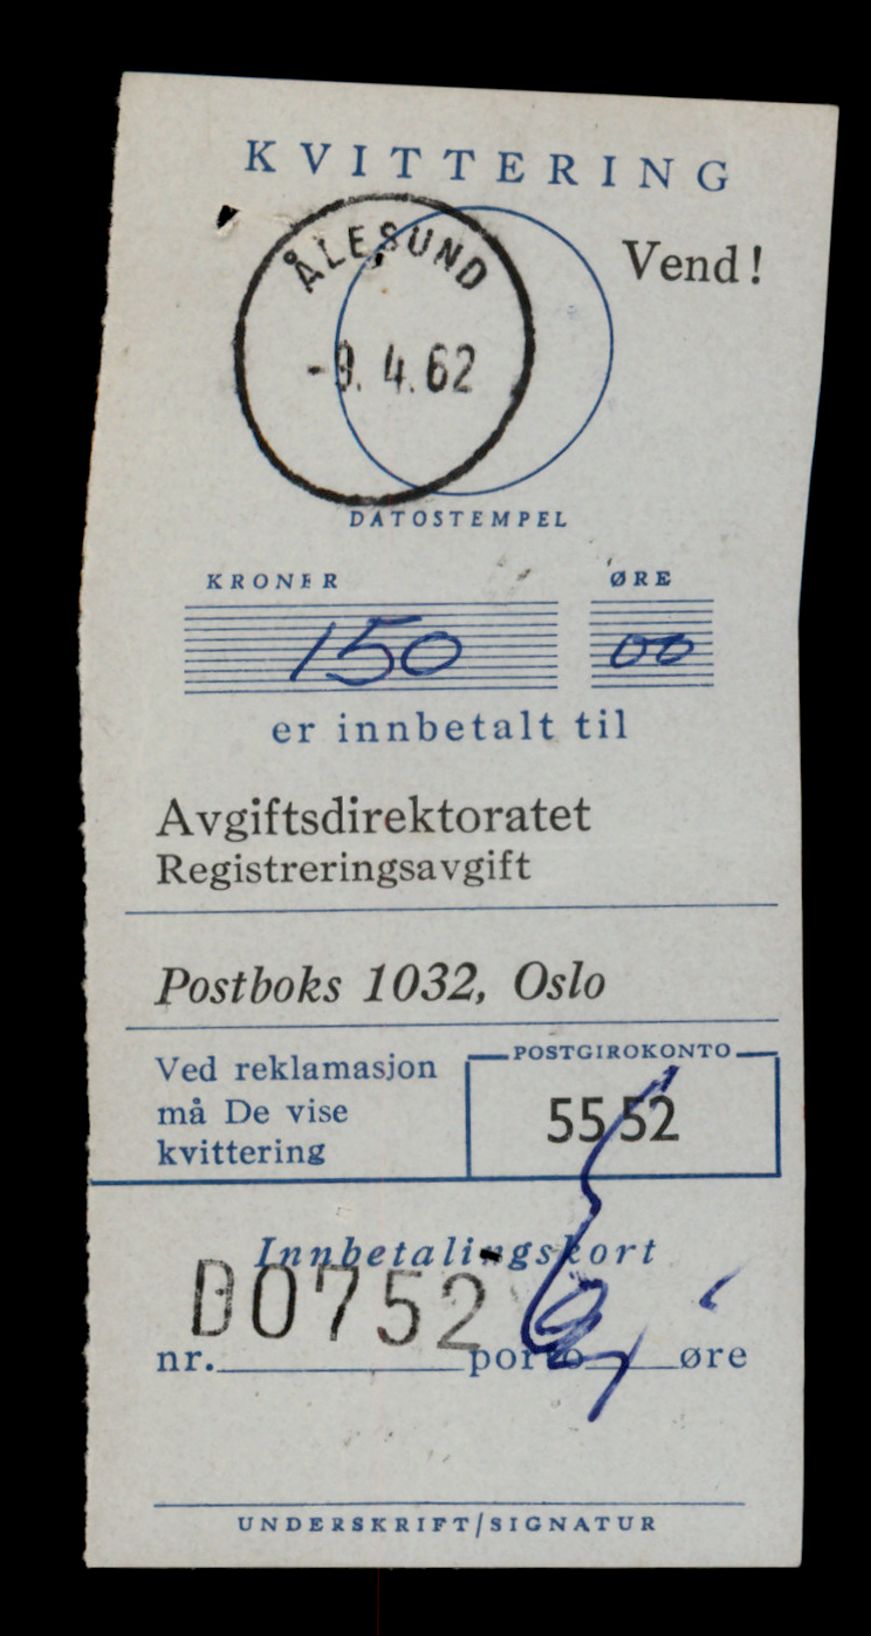 KVITTERING
Vend!
ÅLESUND
-9.4.62
DATOSTEMPEL
KRONER ØRE
150 00
er innbetalt til
Avgiftsdirektoratet
Registreringsavgift
Postboks 1032, Oslo
Ved reklamasjon
må De vise
kvittering
POSTGIROKONTO
5552
Innbetalingskort
D0752
nr. porto øre
UNDERSKRIFT/SIGNATUR